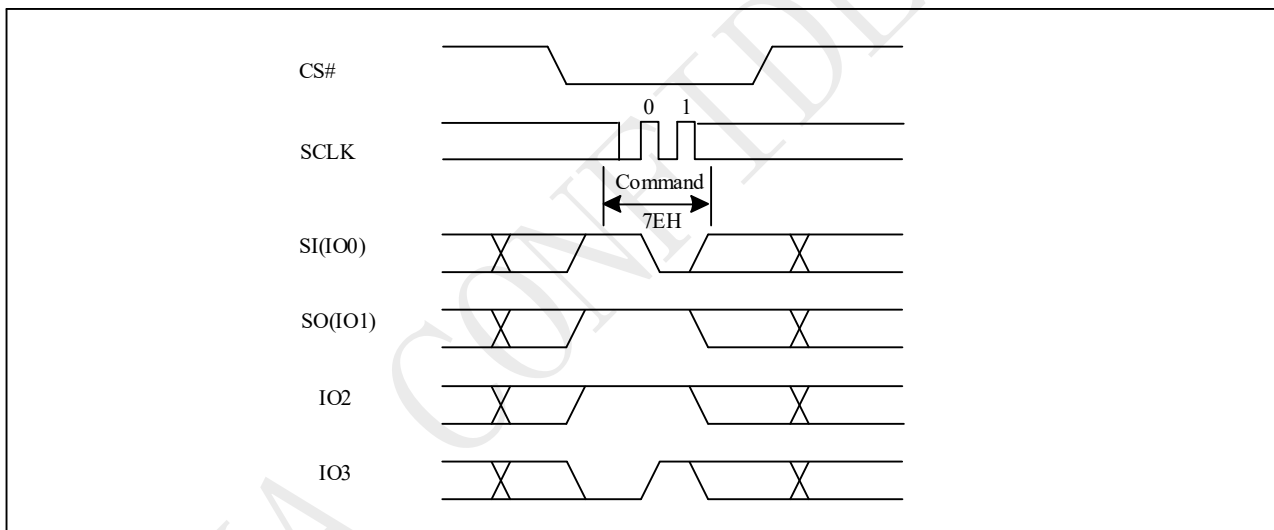 CS#
0 1
SCLK
Command
7EH
SI(IO0)
SO(IO1)
IO2
IO3